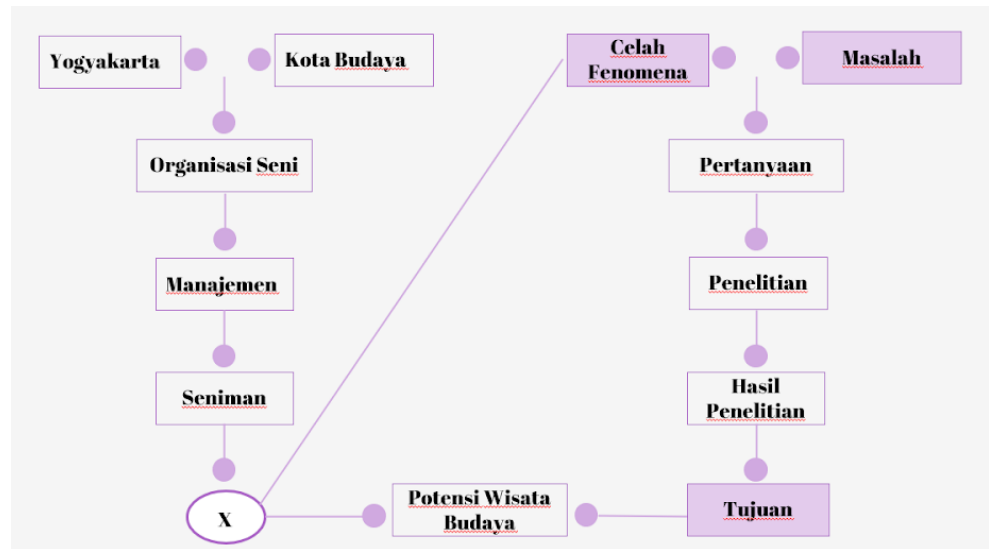 Yogyakarta
Kota Budaya
Organisasi Seni
Manajemen
Seniman
X
Celah
Fenomena
Masalah
Pertanyaan
Penelitian
Hasil
Penelitian
Tujuan
Potensi Wisata
Budaya